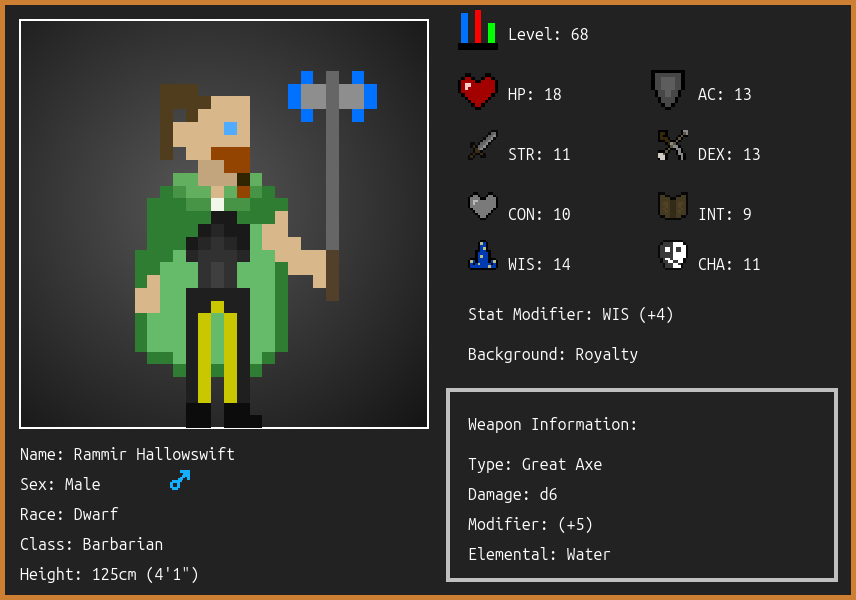 Level: 68
HP: 18
AC: 13
STR: 11
DEX: 13
CON: 10
INT: 9
WIS: 14
CHA: 11
Stat Modifier: WIS (+4)
Background: Royalty
Weapon Information:
Type: Great Axe
Damage: d6
Modifier: (+5)
Elemental: Water
Name: Rammir Hallowswift
Sex: Male
Race: Dwarf
Class: Barbarian
Height: 125cm (4'1")